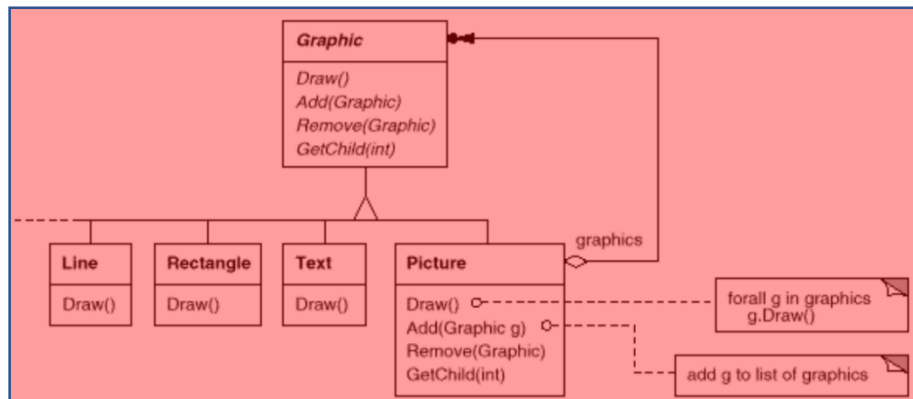 Graphic
Draw()
Add(Graphic)
Remove(Graphic)
GetChild(int)
graphics
Line
Draw()
Rectangle
Draw()
Text
Draw()
Picture
Draw()
Add(Graphic g)
Remove(Graphic)
GetChild(int)
forall g in graphics
g.Draw()
add g to list of graphics